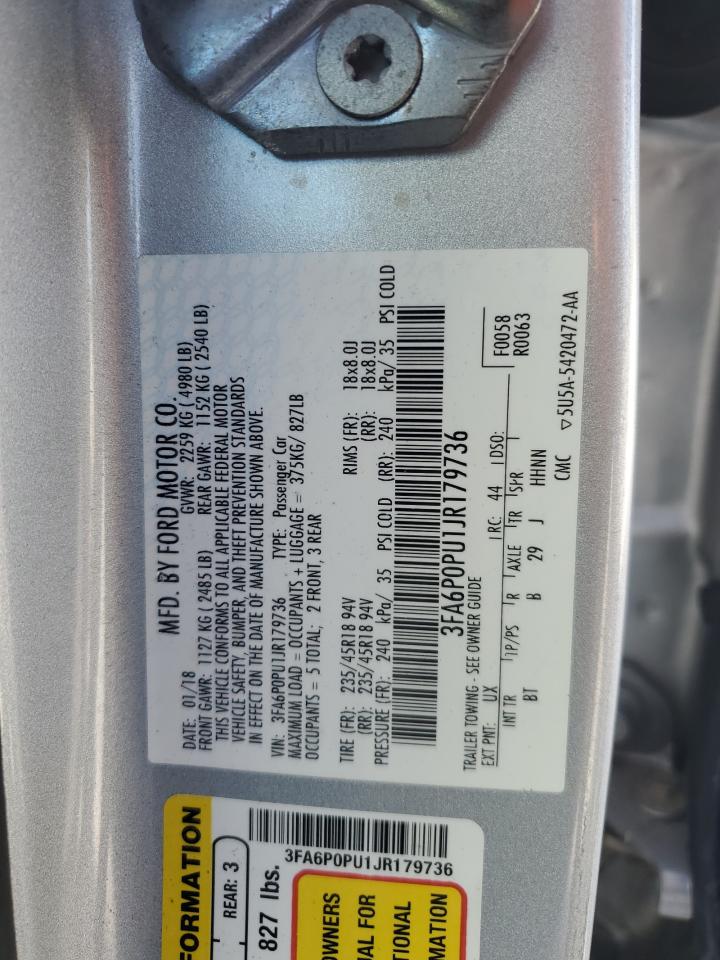 MFD. BY FORD MOTOR CO.
DATE: 01/18 GVWR: 2259 KG ( 4980 LB)
FRONT GAWR: 1127 KG ( 2485 LB) REAR GAWR: 1152 KG ( 2540 LB)
THIS VEHICLE CONFORMS TO ALL APPLICABLE FEDERAL MOTOR
VEHICLE SAFETY, BUMPER, AND THEFT PREVENTION STANDARDS
IN EFFECT ON THE DATE OF MANUFACTURE SHOWN ABOVE.
VIN: 3FA6P0PU1JR179736 TYPE: Passenger Car
MAXIMUM LOAD = OCCUPANTS + LUGGAGE = 375KG/ 827LB
OCCUPANTS = 5 TOTAL; 2 FRONT, 3 REAR
TIRE (FR): 235/45R18 94V RIMS (FR): 18x8.0J
(RR): 235/45R18 94V (RR): 18x8.0J
PRESSURE (FR): 240 kPa/ 35 PSI COLD (RR): 240 kPa/ 35 PSI COLD
3FA6P0PU1JR179736
TRAILER TOWING - SEE OWNER GUIDE
F0058
R0063
EXT PNT: UX RC: 44 DSO:
INT TR TP/PS R AXLE TR SPR
BT B 29 J HHNN
CMC ▽5U5A-5420472-AA
FORMATION
REAR: 3
827 lbs.
3FA6P0PU1JR179736
OWNERS
UAL FOR
TIONAL
MATION